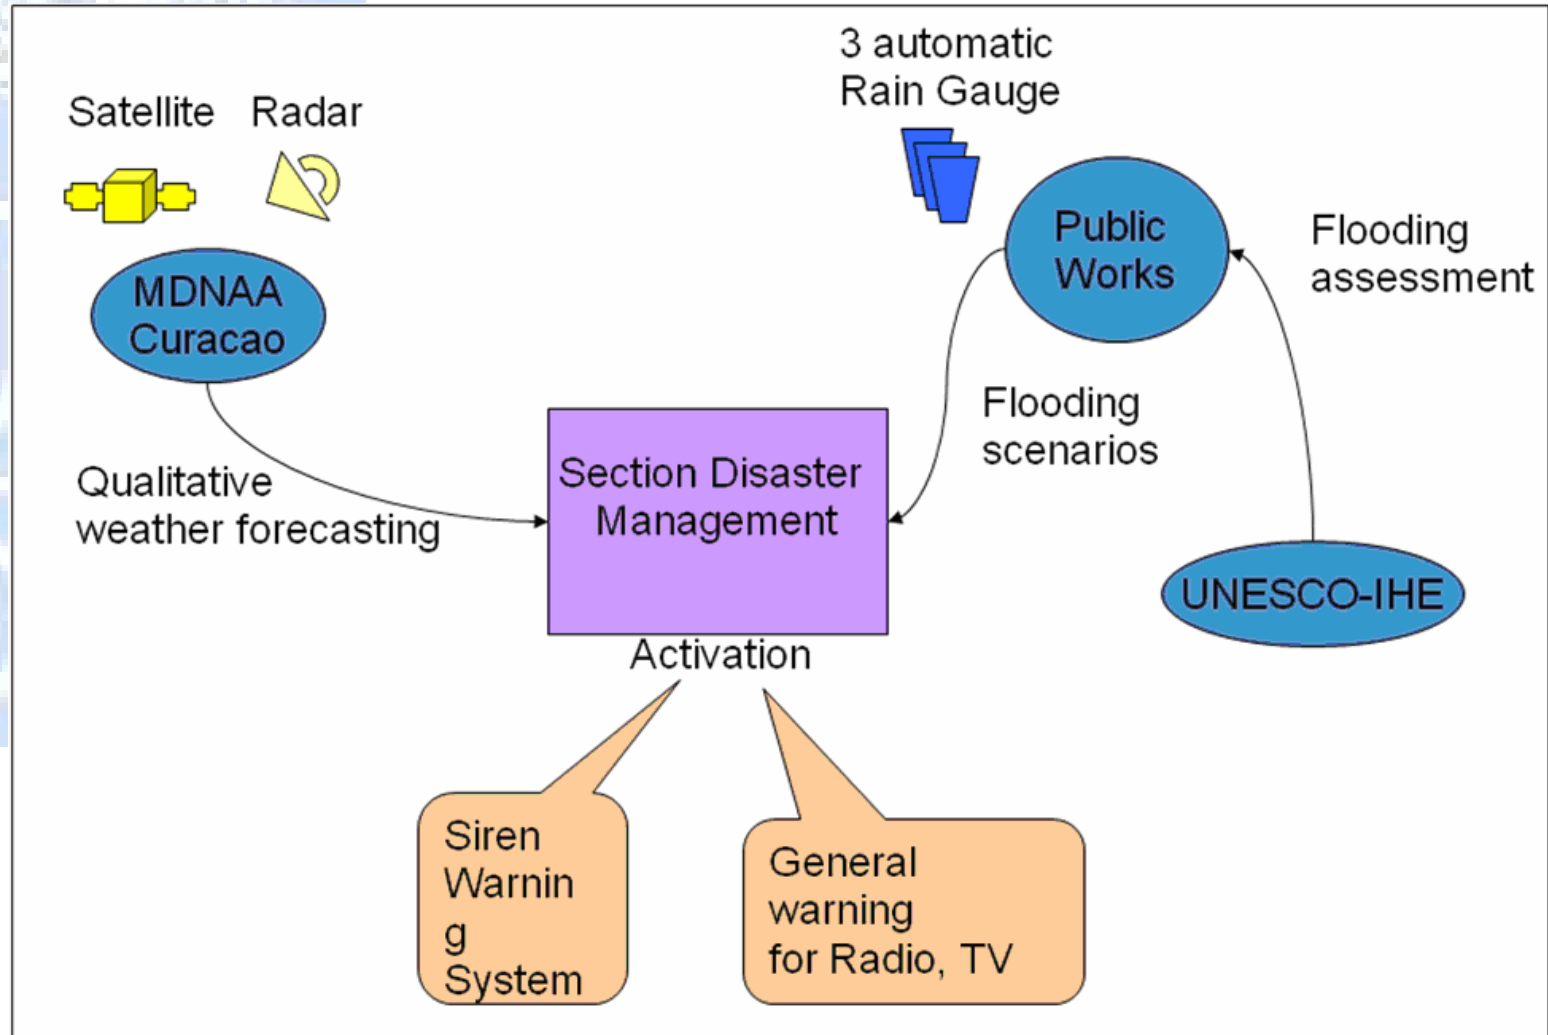 3 automatic
Rain Gauge
Satellite
Radar
MDNAA
Curacao
Public
Works
Flooding
assessment
Flooding
scenarios
Qualitative
weather forecasting
Section Disaster
Management
UNESCO-IHE
Activation
Siren
Warnin
g
System
General
warning
for Radio, TV